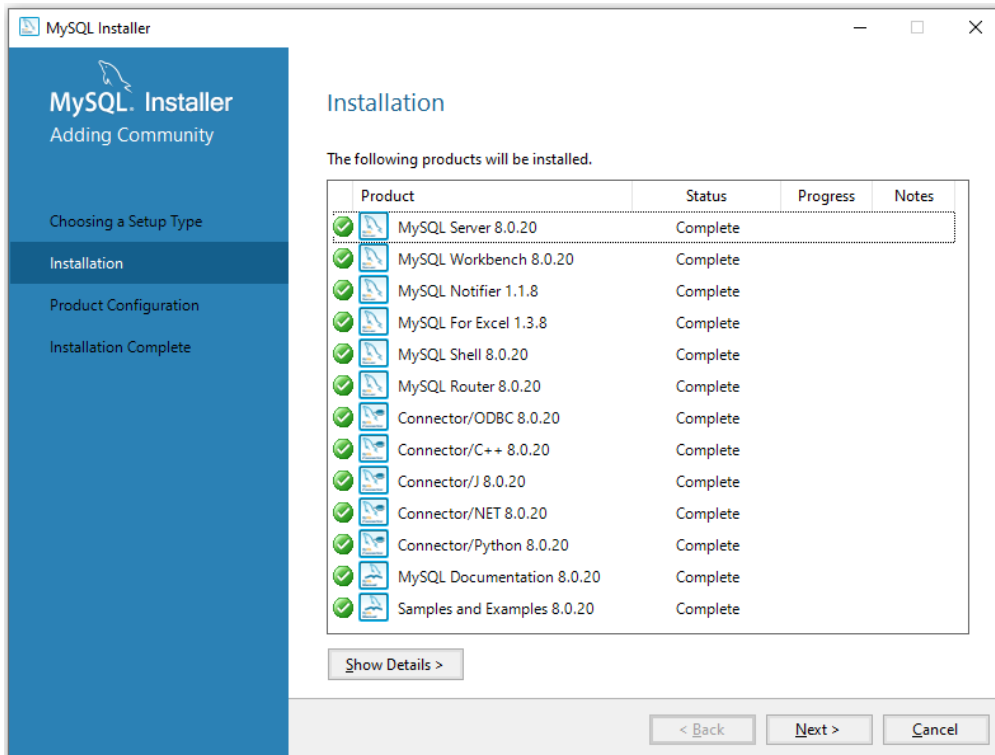 MySQL Installer
MySQL. Installer
Adding Community
Choosing a Setup Type
Installation
Product Configuration
Installation Complete
Installation
The following products will be installed.
Product Status Progress Notes
MySQL Server 8.0.20 Complete
MySQL Workbench 8.0.20 Complete
MySQL Notifier 1.1.8 Complete
MySQL For Excel 1.3.8 Complete
MySQL Shell 8.0.20 Complete
MySQL Router 8.0.20 Complete
Connector/ODBC 8.0.20 Complete
Connector/C++ 8.0.20 Complete
Connector/J 8.0.20 Complete
Connector/NET 8.0.20 Complete
Connector/Python 8.0.20 Complete
MySQL Documentation 8.0.20 Complete
Samples and Examples 8.0.20 Complete
Show Details >
< Back Next > Cancel